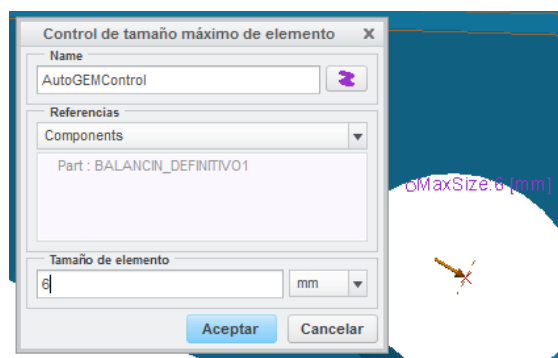 Control de tamaño máximo de elemento X
Name
AutoGEMControl
Referencias
Components
Part : BALANCIN_DEFINITIVO1
MaxSize:6 [mm]
Tamaño de elemento
6 mm
Aceptar Cancelar